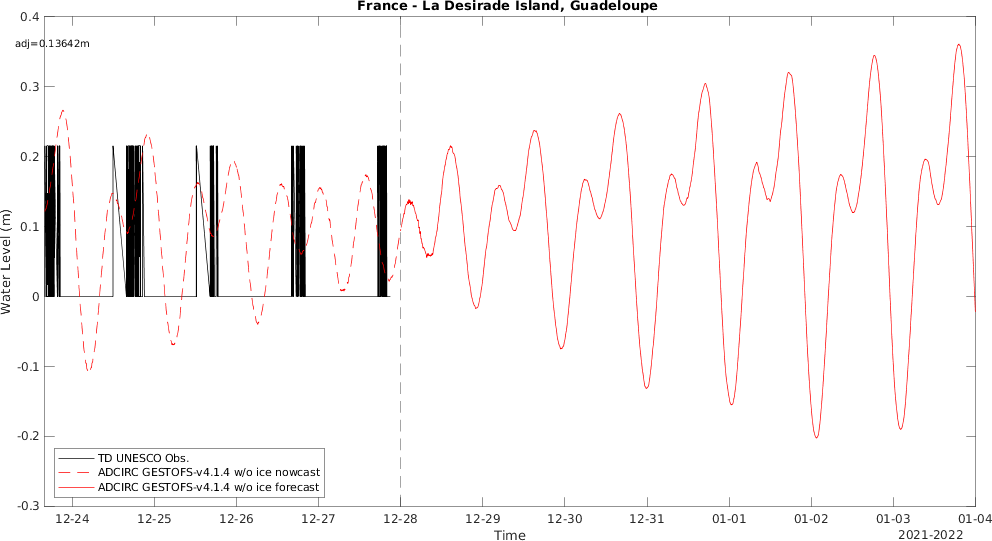 France - La Desirade Island, Guadeloupe
adj=0.13642m
0.4
0.3
0.2
0.1
0
-0.1
-0.2
-0.3
Water Level (m)
TD UNESCO Obs.
ADCIRC GESTOFS-v4.1.4 w/o ice nowcast
ADCIRC GESTOFS-v4.1.4 w/o ice forecast
12-24 12-25 12-26 12-27 12-28 12-29 12-30 12-31 01-01 01-02 01-03 01-04
Time
2021-2022